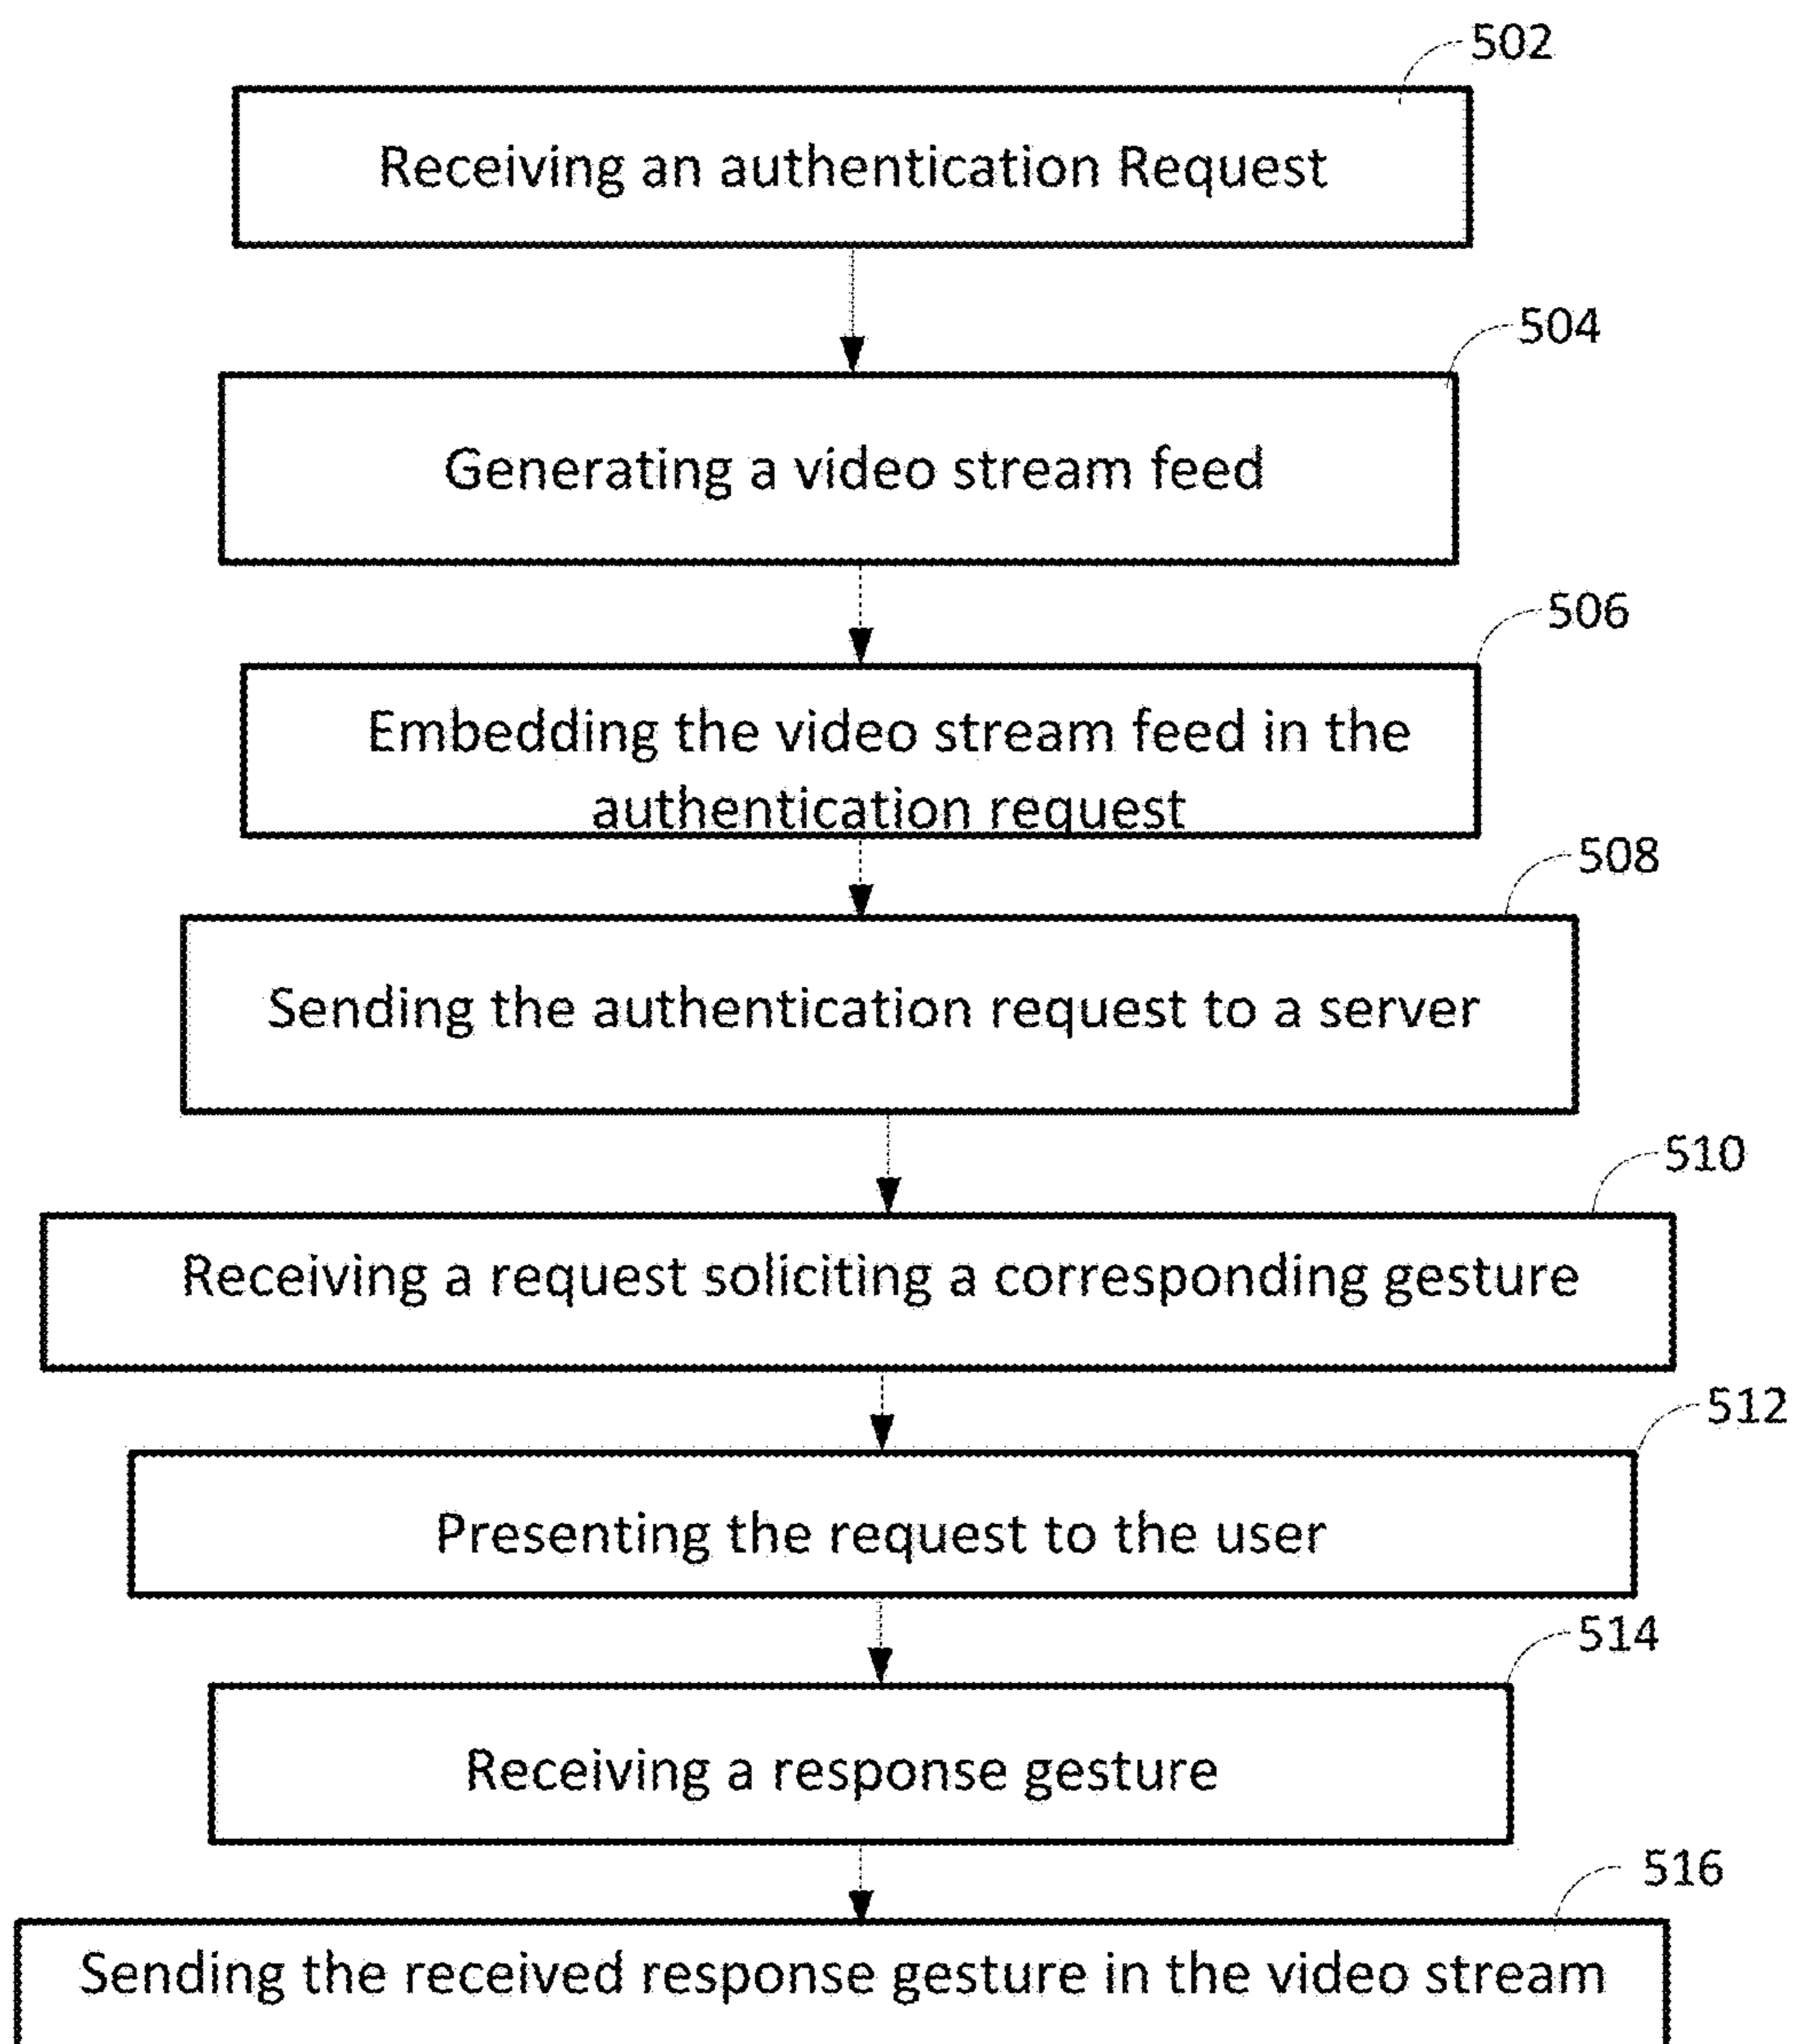 502
Receiving an authentication Request
504
Generating a video stream feed
506
Embedding the video stream feed in the
authentication request
508
Sending the authentication request to a server
510
Receiving a request soliciting a corresponding gesture
512
Presenting the request to the user
514
Receiving a response gesture
516
Sending the received response gesture in the video stream